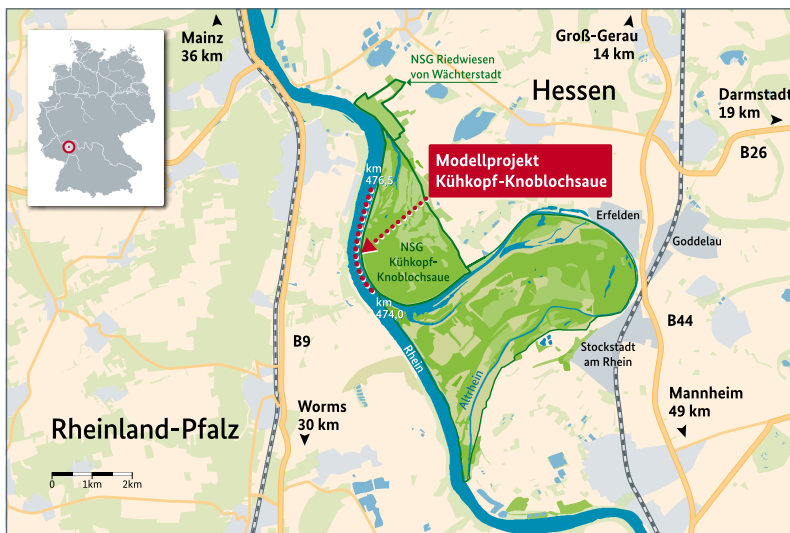 Mainz
36 km
Groß-Gerau
14 km
NSG Riedwiesen
von Wächterstadt
Hessen
Darmstadt
19 km
B26
Modellprojekt
Kühkopf-Knoblochsaue
km
476,5
Erfelden
Goddelau
NSG
Kühkopf-
Knoblochsaue
km
474,0
B44
B9
Rhein
Stockstadt
am Rhein
Altrhein
Mannheim
49 km
Worms
30 km
Rheinland-Pfalz
0 1km 2km